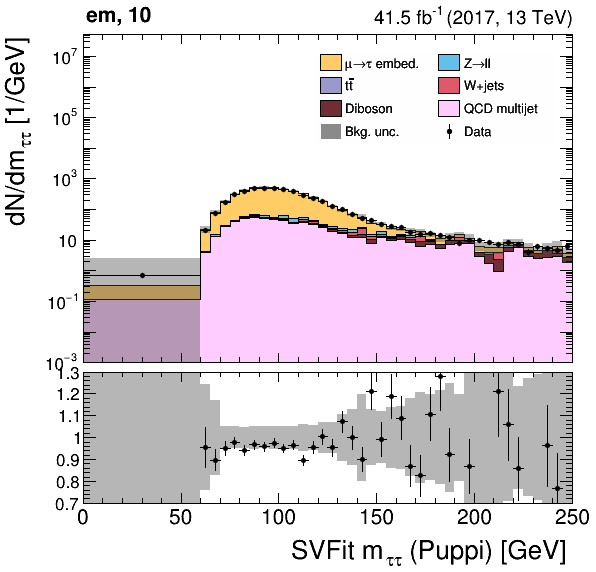 em, 10
41.5 fb⁻¹ (2017, 13 TeV)
dN/dm_ττ [1/GeV]
10⁷
10⁵
10³
10
10⁻¹
10⁻³
μ→τ embed.
Z→ll
tt̄
W+jets
Diboson
QCD multijet
Bkg. unc.
Data
1.3
1.2
1.1
1
0.9
0.8
0.7
0 50 100 150 200 250
SVFit m_ττ (Puppi) [GeV]